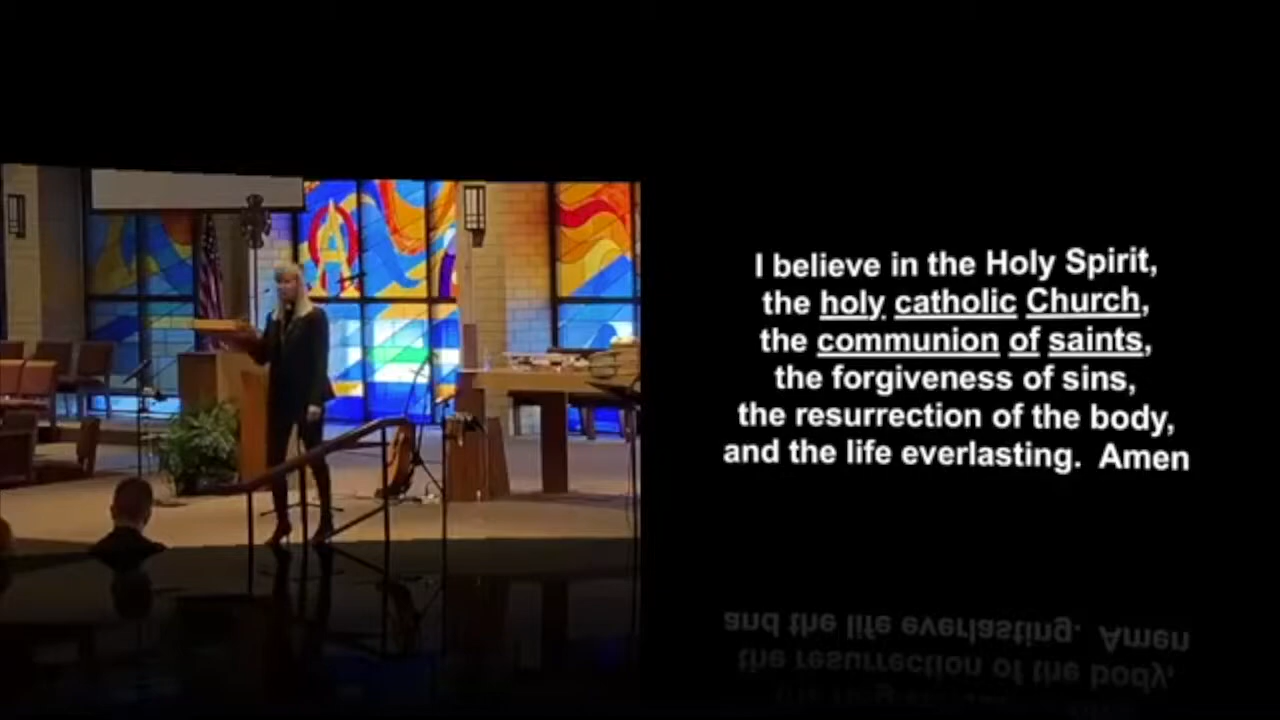 I believe in the Holy Spirit,
the holy catholic Church,
the communion of saints,
the forgiveness of sins,
the resurrection of the body,
and the life everlasting.  Amen